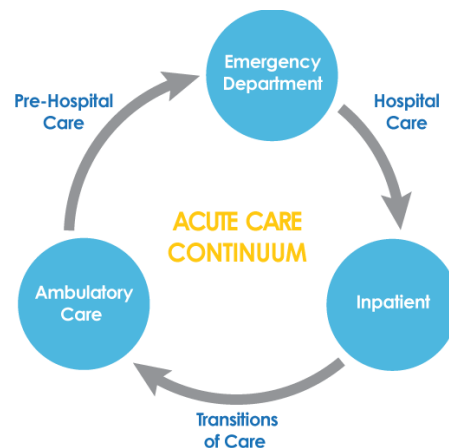 Emergency
Department
Pre-Hospital
Care
Hospital
Care
ACUTE CARE
CONTINUUM
Ambulatory
Care
Inpatient
Transitions
of Care